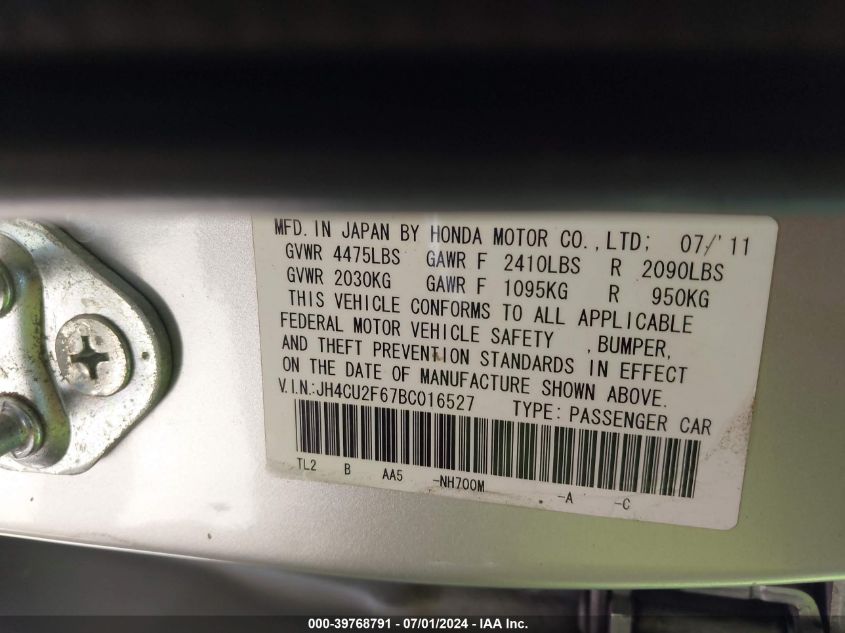 MFD. IN JAPAN BY HONDA MOTOR CO.,LTD; 07/'11
GVWR 4475LBS GAWR F 2410LBS R 2090LBS
GVWR 2030KG GAWR F 1095KG R 950KG
THIS VEHICLE CONFORMS TO ALL APPLICABLE
FEDERAL MOTOR VEHICLE SAFETY ,BUMPER,
AND THEFT PREVENTION STANDARDS IN EFFECT
ON THE DATE OF MANUFACTURE SHOWN ABOVE.
V.I.N:JH4CU2F67BC016527 TYPE: PASSENGER CAR
TL2 B AA5 -NH700M -A -C
000-39768791 / 07/01/2024 - IAA Inc.